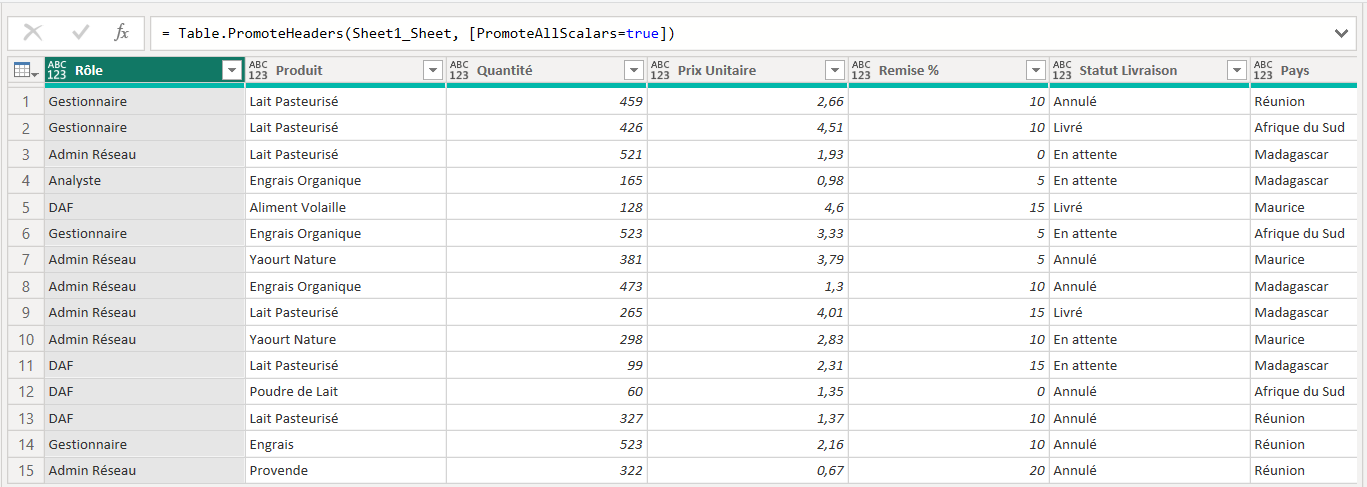 fx = Table.PromoteHeaders(Sheet1_Sheet, [PromoteAllScalars=true])
ABC 123 Rôle ABC 123 Produit ABC 123 Quantité ABC 123 Prix Unitaire ABC 123 Remise % ABC 123 Statut Livraison ABC 123 Pays
1 Gestionnaire Lait Pasteurisé 459 2,66 10 Annulé Réunion
2 Gestionnaire Lait Pasteurisé 426 4,51 10 Livré Afrique du Sud
3 Admin Réseau Lait Pasteurisé 521 1,93 0 En attente Madagascar
4 Analyste Engrais Organique 165 0,98 5 En attente Madagascar
5 DAF Aliment Volaille 128 4,6 15 Livré Maurice
6 Gestionnaire Engrais Organique 523 3,33 5 En attente Afrique du Sud
7 Admin Réseau Yaourt Nature 381 3,79 5 Annulé Maurice
8 Admin Réseau Engrais Organique 473 1,3 10 Annulé Madagascar
9 Admin Réseau Lait Pasteurisé 265 4,01 15 Livré Madagascar
10 Admin Réseau Yaourt Nature 298 2,83 10 En attente Maurice
11 DAF Lait Pasteurisé 99 2,31 15 En attente Madagascar
12 DAF Poudre de Lait 60 1,35 0 Annulé Afrique du Sud
13 DAF Lait Pasteurisé 327 1,37 10 Annulé Réunion
14 Gestionnaire Engrais 523 2,16 10 Annulé Réunion
15 Admin Réseau Provende 322 0,67 20 Annulé Réunion